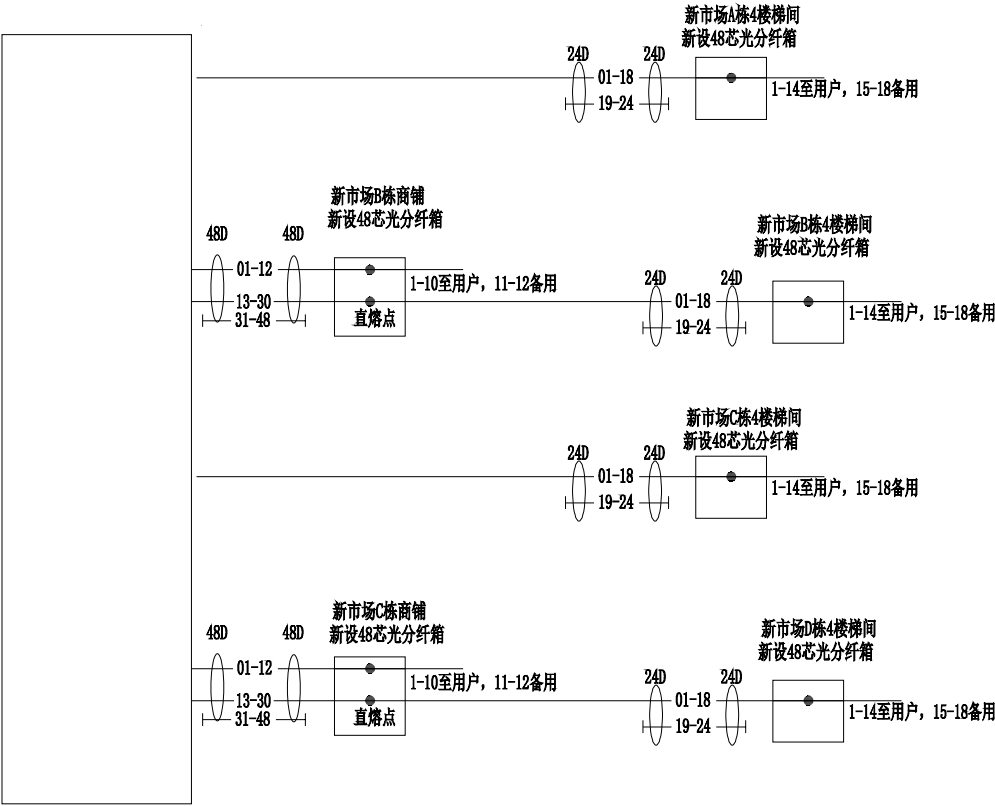 新市场A栋4楼梯间
新设48芯光分纤箱
24D
24D
01-18
19-24
1-14至用户，15-18备用
新市场B栋商铺
新设48芯光分纤箱
48D
48D
01-12
13-30
31-48
直熔点
1-10至用户，11-12备用
新市场B栋4楼梯间
新设48芯光分纤箱
24D
24D
01-18
19-24
1-14至用户，15-18备用
新市场C栋4楼梯间
新设48芯光分纤箱
24D
24D
01-18
19-24
1-14至用户，15-18备用
新市场C栋商铺
新设48芯光分纤箱
48D
48D
01-12
13-30
31-48
直熔点
1-10至用户，11-12备用
新市场D栋4楼梯间
新设48芯光分纤箱
24D
24D
01-18
19-24
1-14至用户，15-18备用